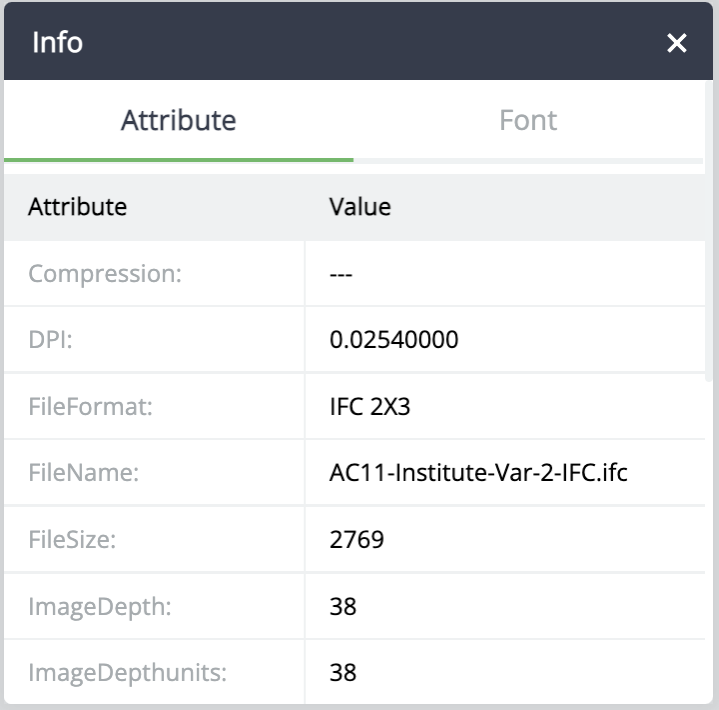 Info
Attribute Font
Attribute Value
Compression: ---
DPI: 0.02540000
FileFormat: IFC 2X3
FileName: AC11-Institute-Var-2-IFC.ifc
FileSize: 2769
ImageDepth: 38
ImageDepthunits: 38